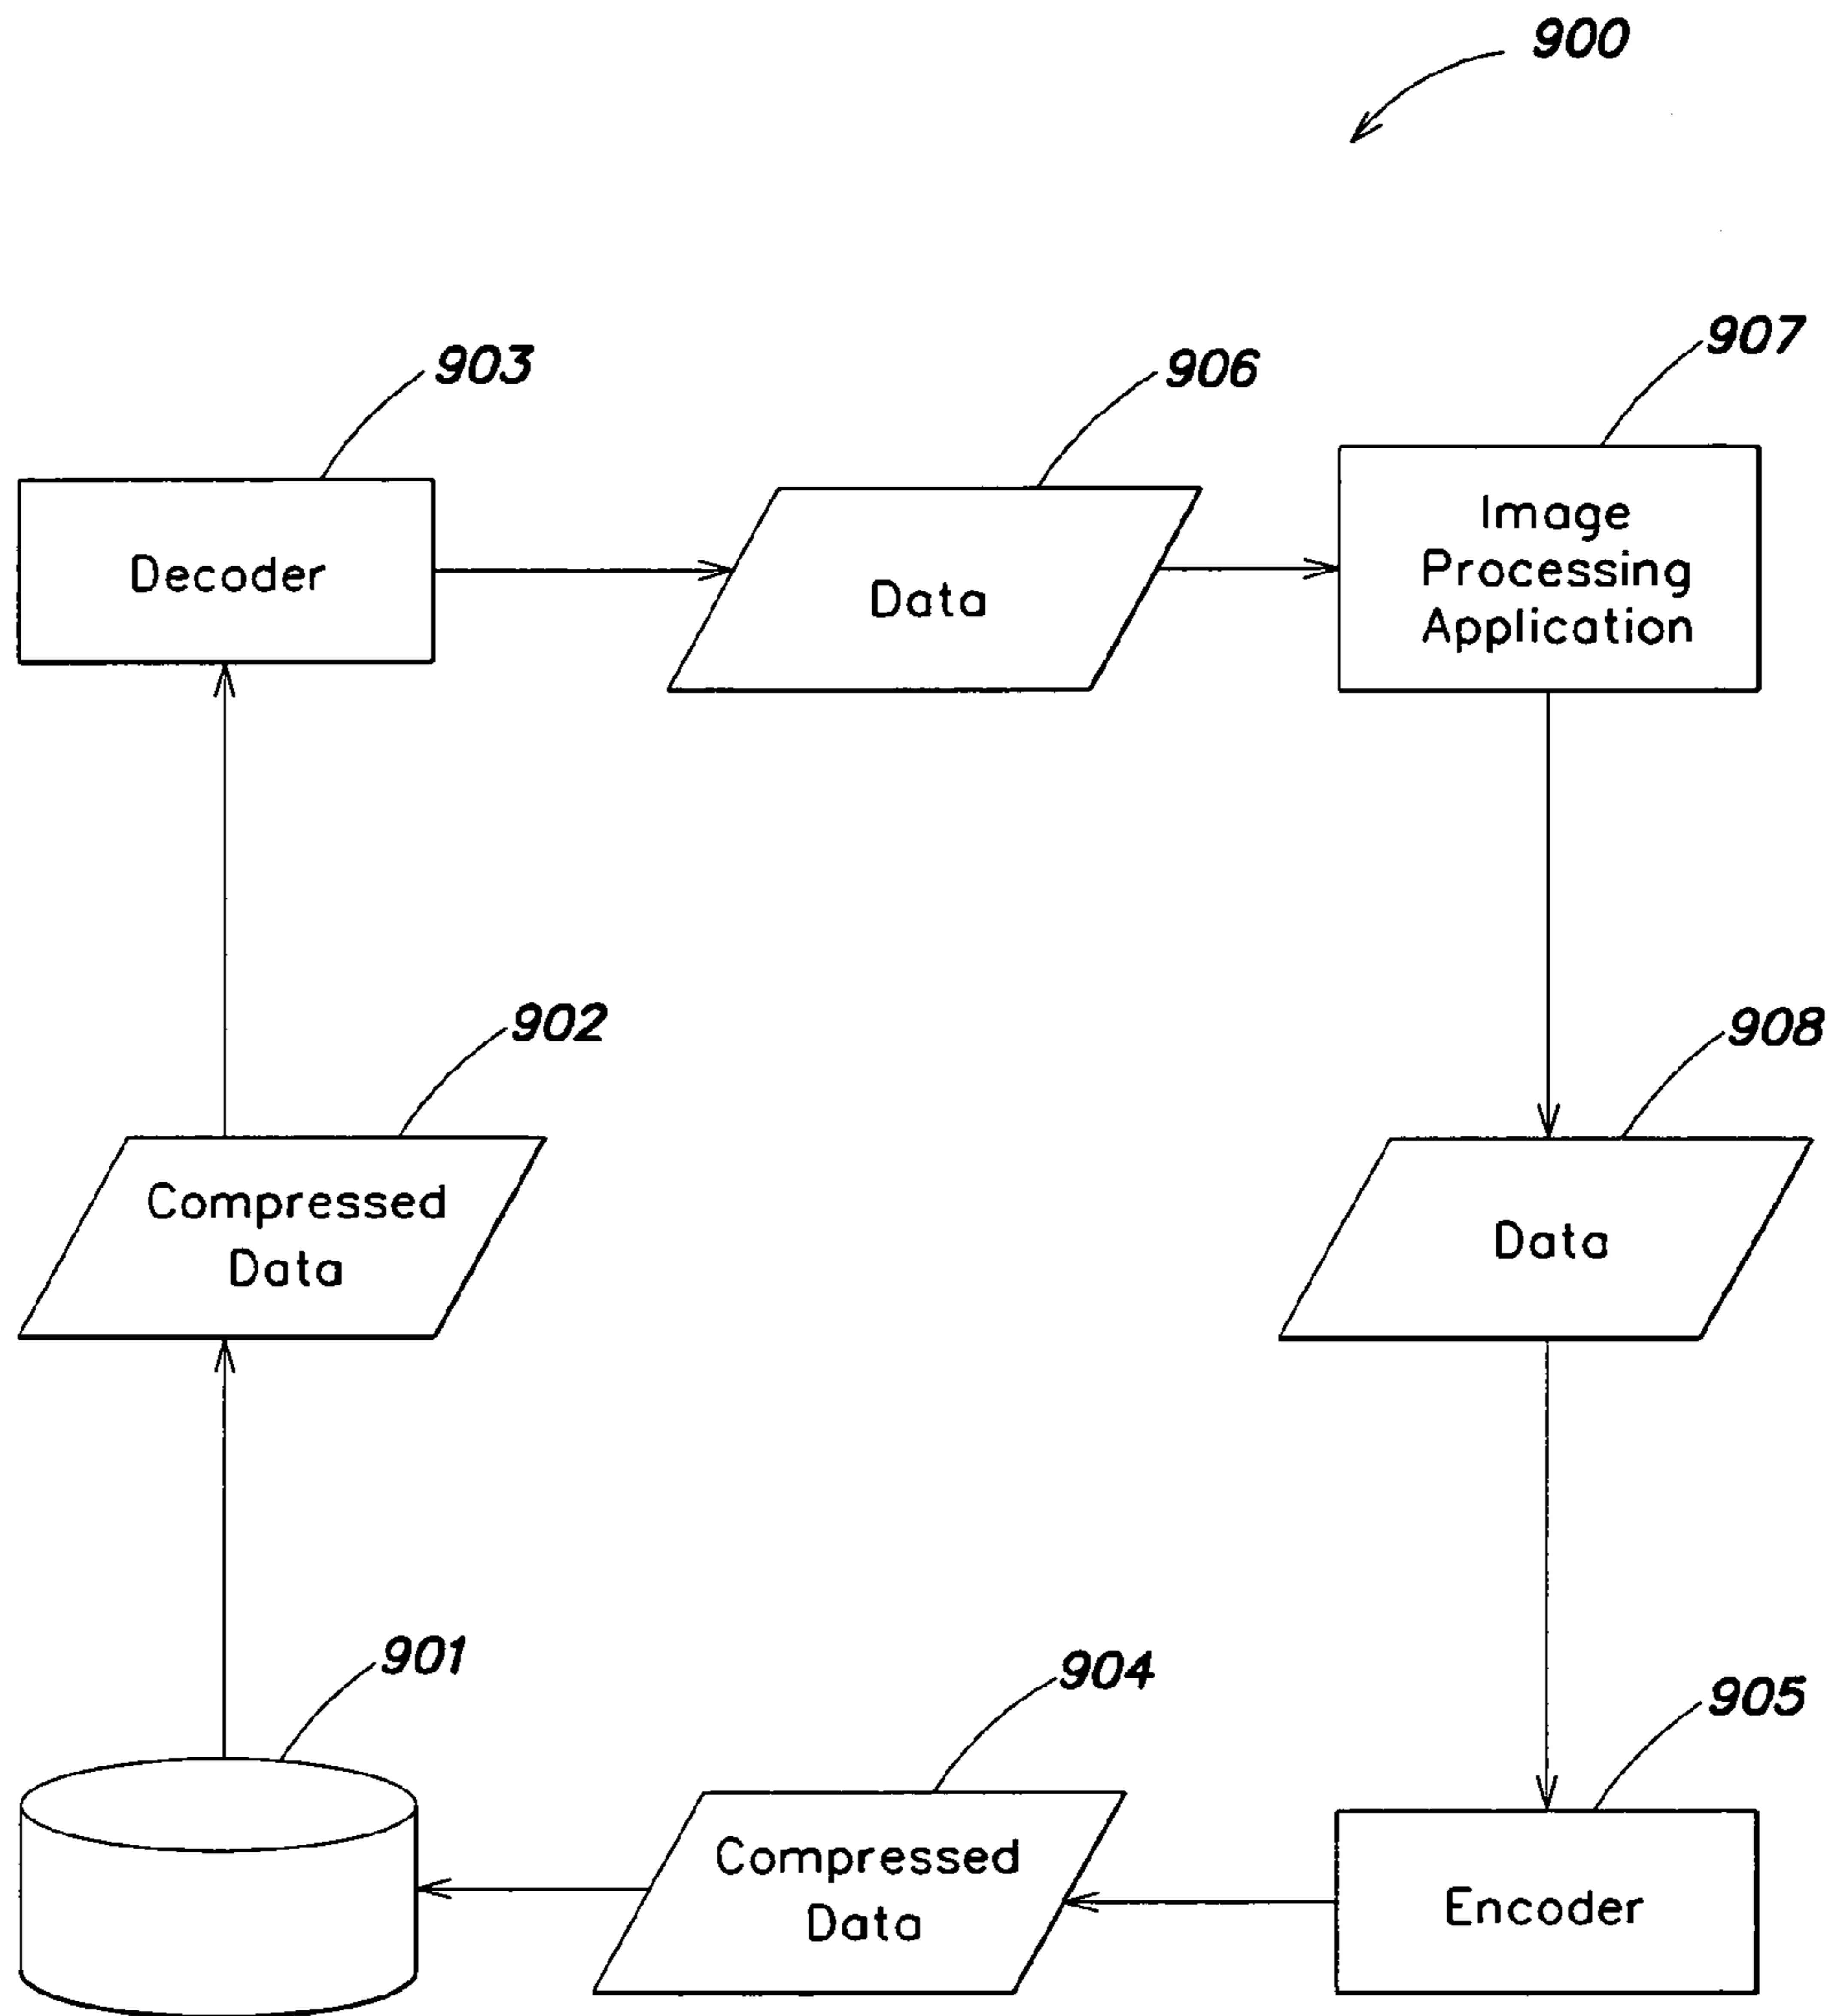 900
903
906
907
Decoder
Data
Image
Processing
Application
902
908
Compressed
Data
Data
901
904
905
Compressed
Data
Encoder